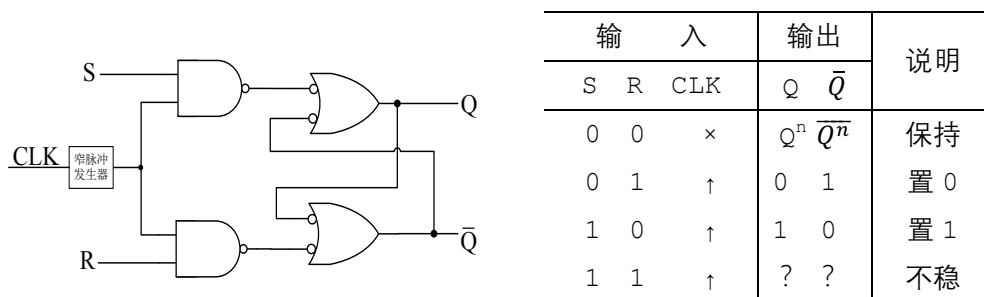 S
Q
CLK
窄脉冲
发生器
R
Q̅
输 入 输出 说明
S R CLK Q Q̅
0 0 × Qⁿ Q̅ⁿ 保持
0 1 ↑ 0 1 置 0
1 0 ↑ 1 0 置 1
1 1 ↑ ? ? 不稳